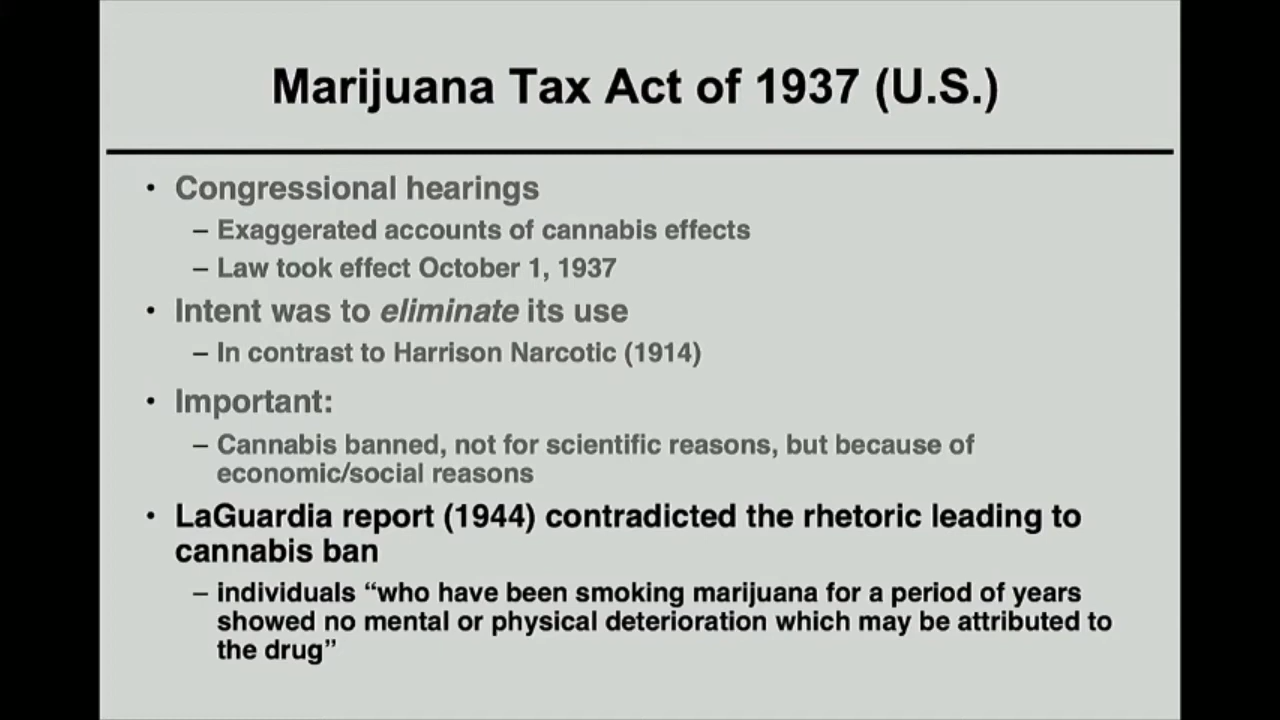 Marijuana Tax Act of 1937 (U.S.)
• Congressional hearings
– Exaggerated accounts of cannabis effects
– Law took effect October 1, 1937
• Intent was to eliminate its use
– In contrast to Harrison Narcotic (1914)
• Important:
– Cannabis banned, not for scientific reasons, but because of
economic/social reasons
• LaGuardia report (1944) contradicted the rhetoric leading to
cannabis ban
– individuals “who have been smoking marijuana for a period of years
showed no mental or physical deterioration which may be attributed to
the drug”